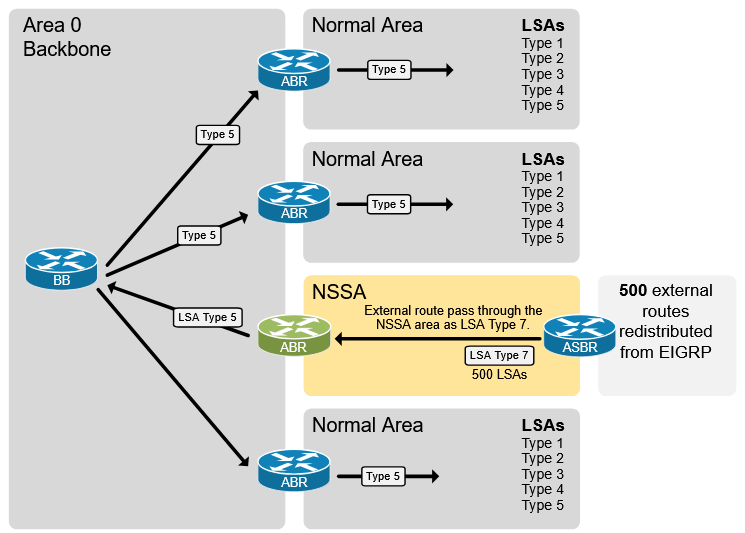 Area 0
Backbone
Normal Area
LSAs
Type 1
Type 2
Type 3
Type 4
Type 5
ABR
Type 5
Type 5
Normal Area
LSAs
Type 1
Type 2
Type 3
Type 4
Type 5
ABR
Type 5
Type 5
BB
NSSA
External route pass through the
NSSA area as LSA Type 7.
LSA Type 5
ABR
LSA Type 7
500 LSAs
ASBR
500 external
routes
redistributed
from EIGRP
Normal Area
LSAs
Type 1
Type 2
Type 3
Type 4
Type 5
ABR
Type 5